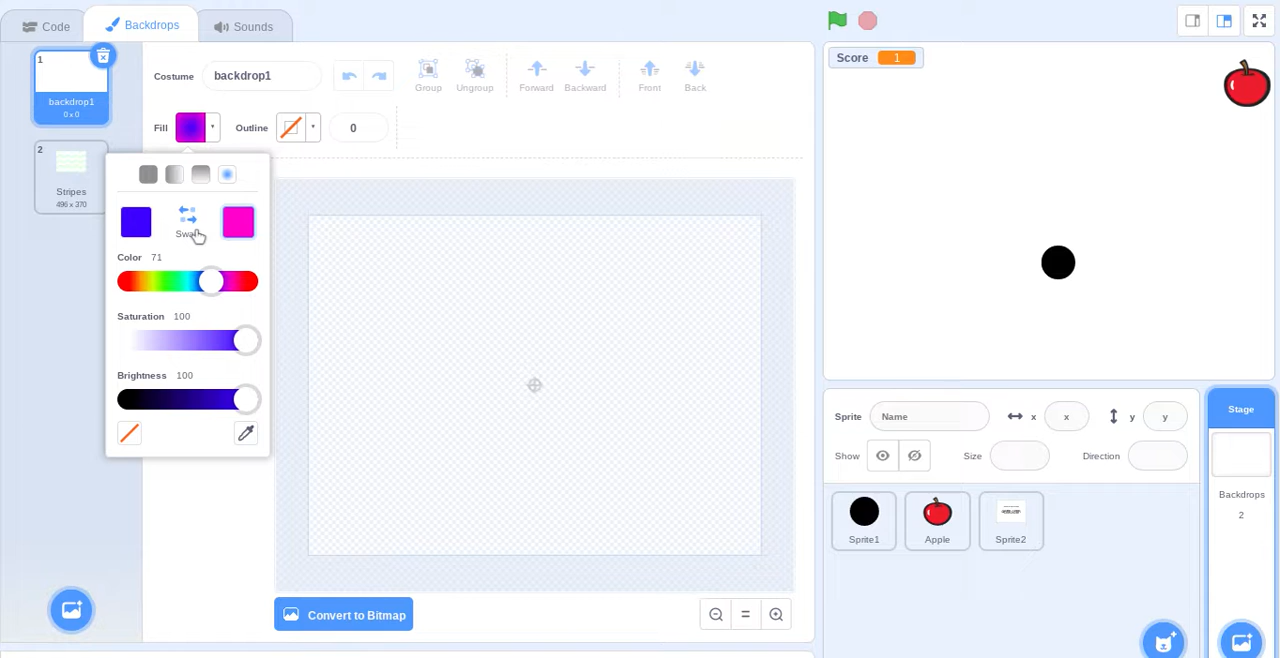 Code
Backdrops
Sounds
1
backdrop1
0 x 0
2
Stripes
496 x 370
Costume
backdrop1
Group
Ungroup
Forward
Backward
Front
Back
Fill
Outline
0
Swap
Color 71
Saturation 100
Brightness 100
Convert to Bitmap
Score 1
Sprite
Name
x
x
y
y
Show
Size
Direction
Sprite1
Apple
Sprite2
Stage
Backdrops
2